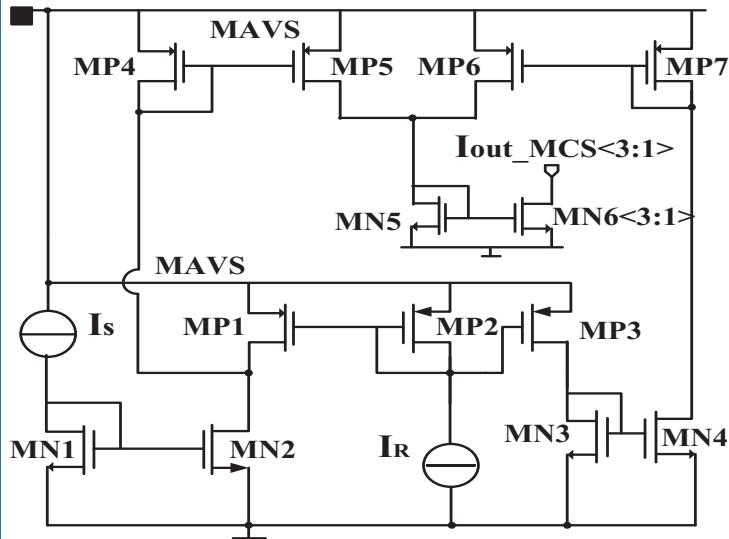 MAVS
MP4 MP5 MP6 MP7
Iout_MCS<3:1>
MN5 MN6<3:1>
MAVS
Is MP1 MP2 MP3
MN1 MN2 IR MN3 MN4